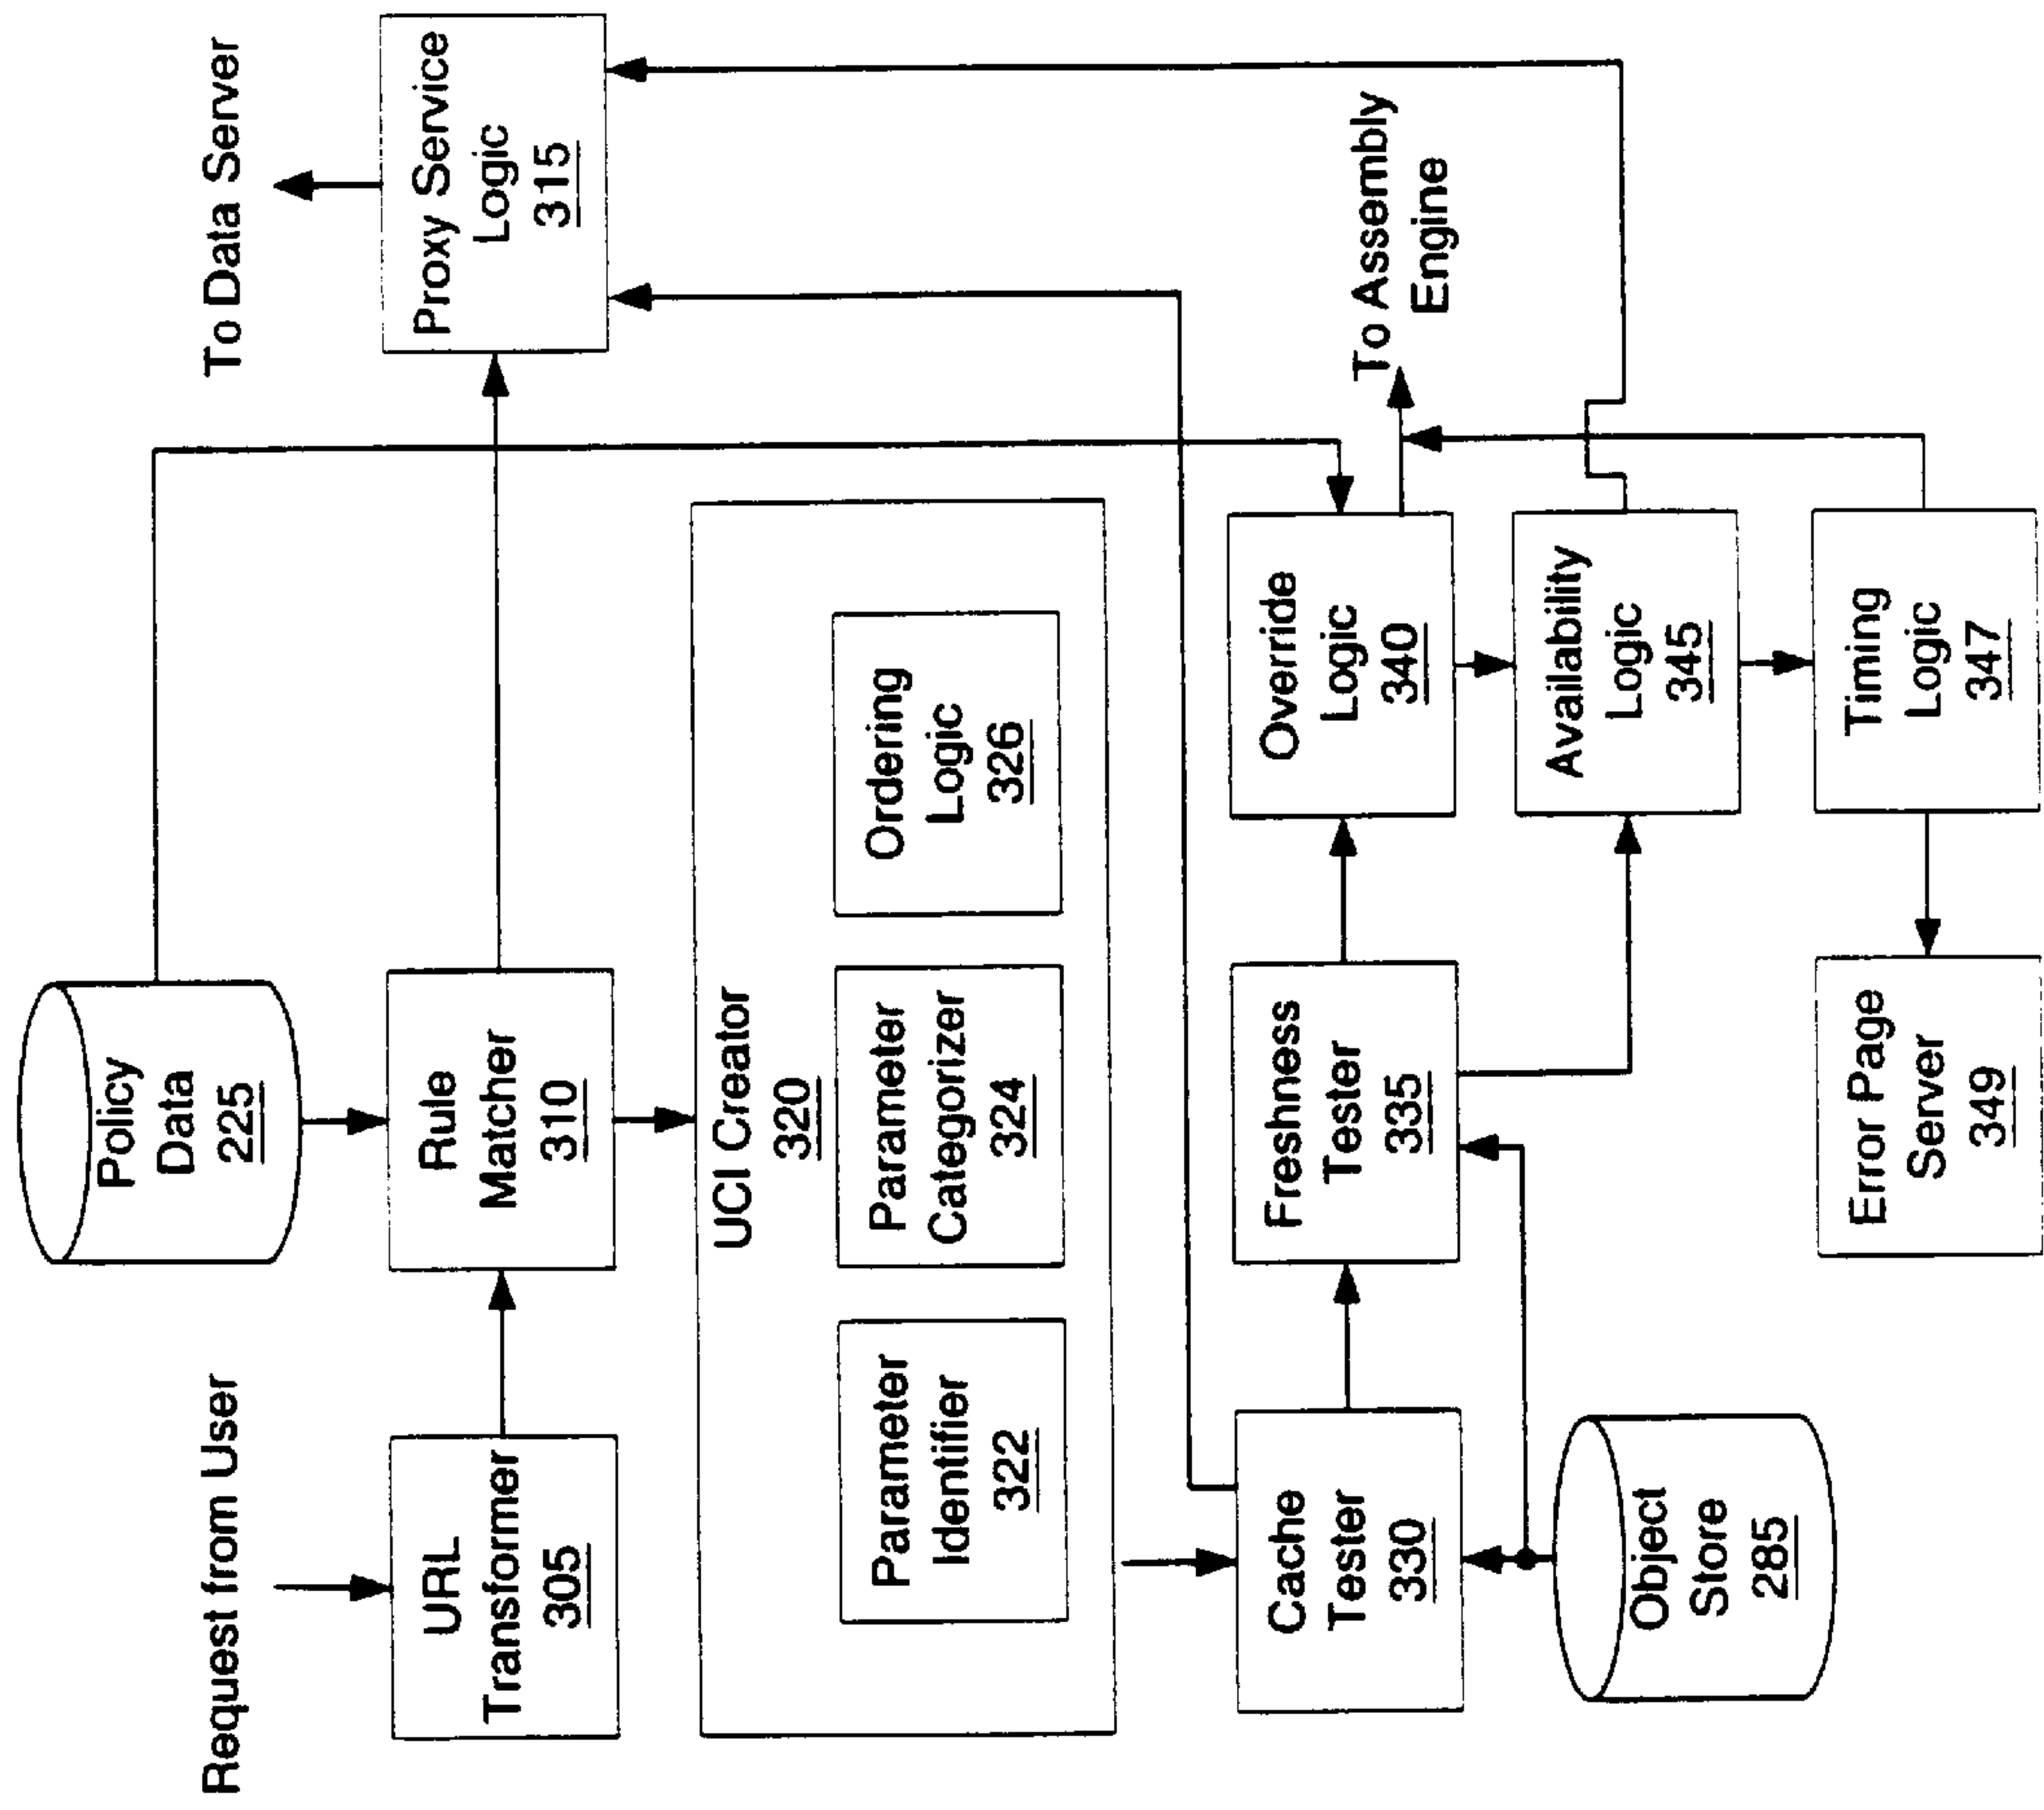 Request from User
Policy
Data
225
To Data Server
URL
Transformer
305
Rule
Matcher
310
Proxy Service
Logic
315
UCI Creator
320
Parameter
Identifier
322
Parameter
Categorizer
324
Ordering
Logic
326
Cache
Tester
330
Freshness
Tester
335
Override
Logic
340
To Assembly
Engine
Object
Store
285
Availability
Logic
345
Error Page
Server
349
Timing
Logic
347